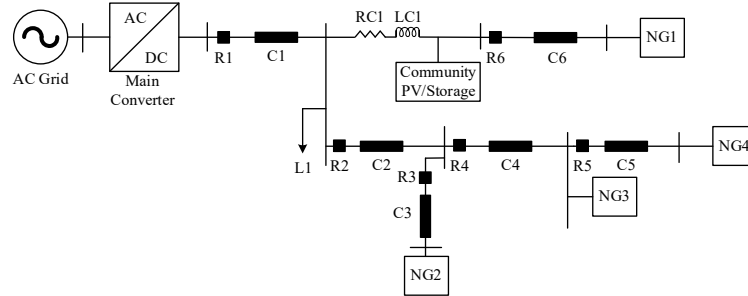 AC
DC
AC Grid
Main
Converter
R1
C1
RC1
LC1
Community
PV/Storage
R6
C6
NG1
L1
R2
C2
R4
C4
R5
C5
NG4
R3
C3
NG3
NG2